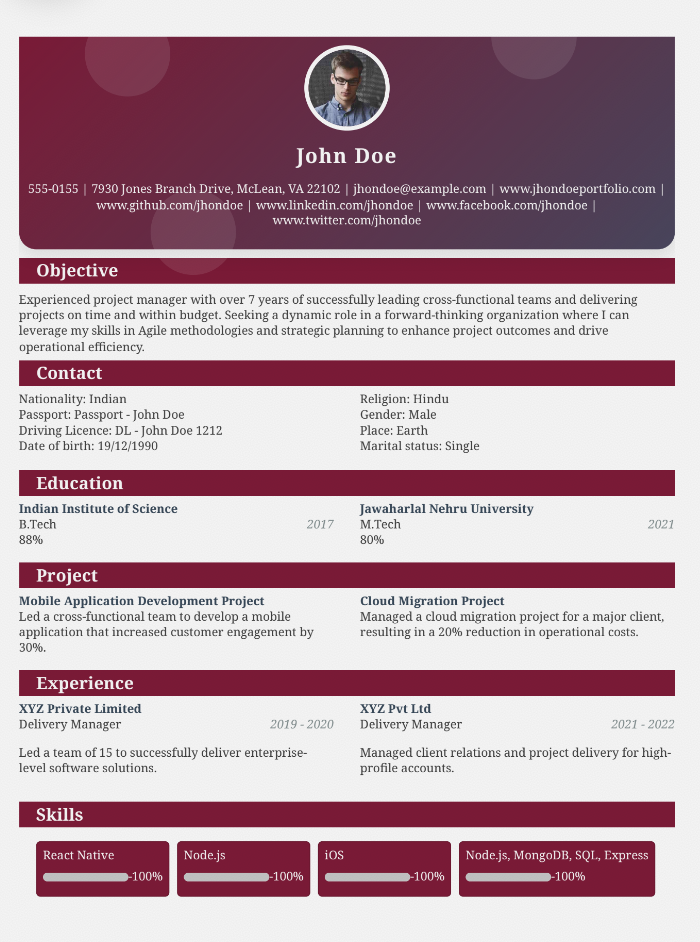 John Doe
555-0155 | 7930 Jones Branch Drive, McLean, VA 22102 | jhondoe@example.com | www.jhondoeportfolio.com |
www.github.com/jhondoe | www.linkedin.com/jhondoe | www.facebook.com/jhondoe |
www.twitter.com/jhondoe
Objective
Experienced project manager with over 7 years of successfully leading cross-functional teams and delivering
projects on time and within budget. Seeking a dynamic role in a forward-thinking organization where I can
leverage my skills in Agile methodologies and strategic planning to enhance project outcomes and drive
operational efficiency.
Contact
Nationality: Indian
Passport: Passport - John Doe
Driving Licence: DL - John Doe 1212
Date of birth: 19/12/1990
Religion: Hindu
Gender: Male
Place: Earth
Marital status: Single
Education
Indian Institute of Science
B.Tech 2017
88%
Jawaharlal Nehru University
M.Tech 2021
80%
Project
Mobile Application Development Project
Led a cross-functional team to develop a mobile
application that increased customer engagement by
30%.
Cloud Migration Project
Managed a cloud migration project for a major client,
resulting in a 20% reduction in operational costs.
Experience
XYZ Private Limited
Delivery Manager 2019 - 2020
Led a team of 15 to successfully deliver enterprise-
level software solutions.
XYZ Pvt Ltd
Delivery Manager 2021 - 2022
Managed client relations and project delivery for high-
profile accounts.
Skills
React Native
-100%
Node.js
-100%
iOS
-100%
Node.js, MongoDB, SQL, Express
-100%